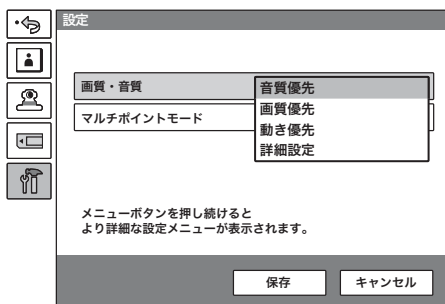 設定
画質・音質
音質優先
画質優先
マルチポイントモード
動き優先
詳細設定
メニューボタンを押し続けると
より詳細な設定メニューが表示されます。
保存
キャンセル